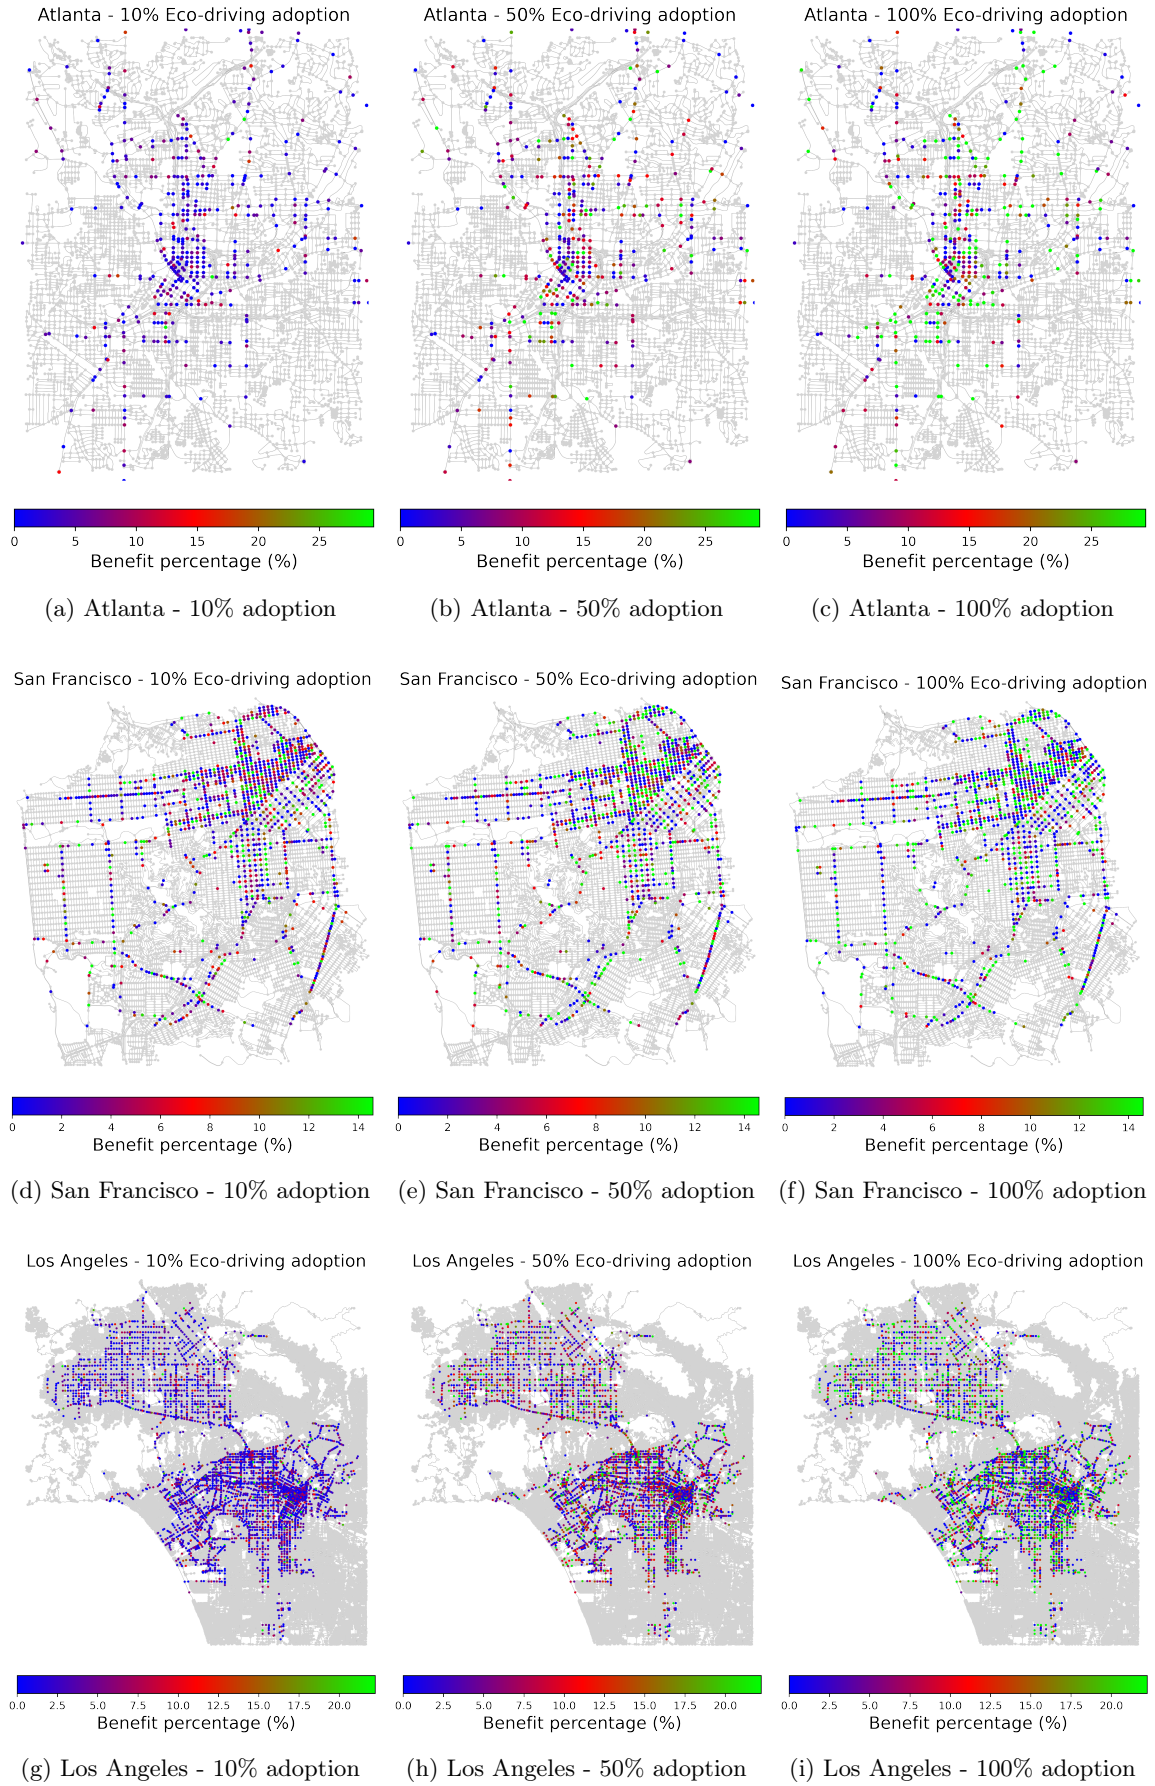 Atlanta - 10% Eco-driving adoption
Atlanta - 50% Eco-driving adoption
Atlanta - 100% Eco-driving adoption
0 5 10 15 20 25
Benefit percentage (%)
0 5 10 15 20 25
Benefit percentage (%)
0 5 10 15 20 25
Benefit percentage (%)
(a) Atlanta - 10% adoption
(b) Atlanta - 50% adoption
(c) Atlanta - 100% adoption
San Francisco - 10% Eco-driving adoption
San Francisco - 50% Eco-driving adoption
San Francisco - 100% Eco-driving adoption
0 2 4 6 8 10 12 14
Benefit percentage (%)
0 2 4 6 8 10 12 14
Benefit percentage (%)
0 2 4 6 8 10 12 14
Benefit percentage (%)
(d) San Francisco - 10% adoption
(e) San Francisco - 50% adoption
(f) San Francisco - 100% adoption
Los Angeles - 10% Eco-driving adoption
Los Angeles - 50% Eco-driving adoption
Los Angeles - 100% Eco-driving adoption
0.0 2.5 5.0 7.5 10.0 12.5 15.0 17.5 20.0
Benefit percentage (%)
0.0 2.5 5.0 7.5 10.0 12.5 15.0 17.5 20.0
Benefit percentage (%)
0.0 2.5 5.0 7.5 10.0 12.5 15.0 17.5 20.0
Benefit percentage (%)
(g) Los Angeles - 10% adoption
(h) Los Angeles - 50% adoption
(i) Los Angeles - 100% adoption